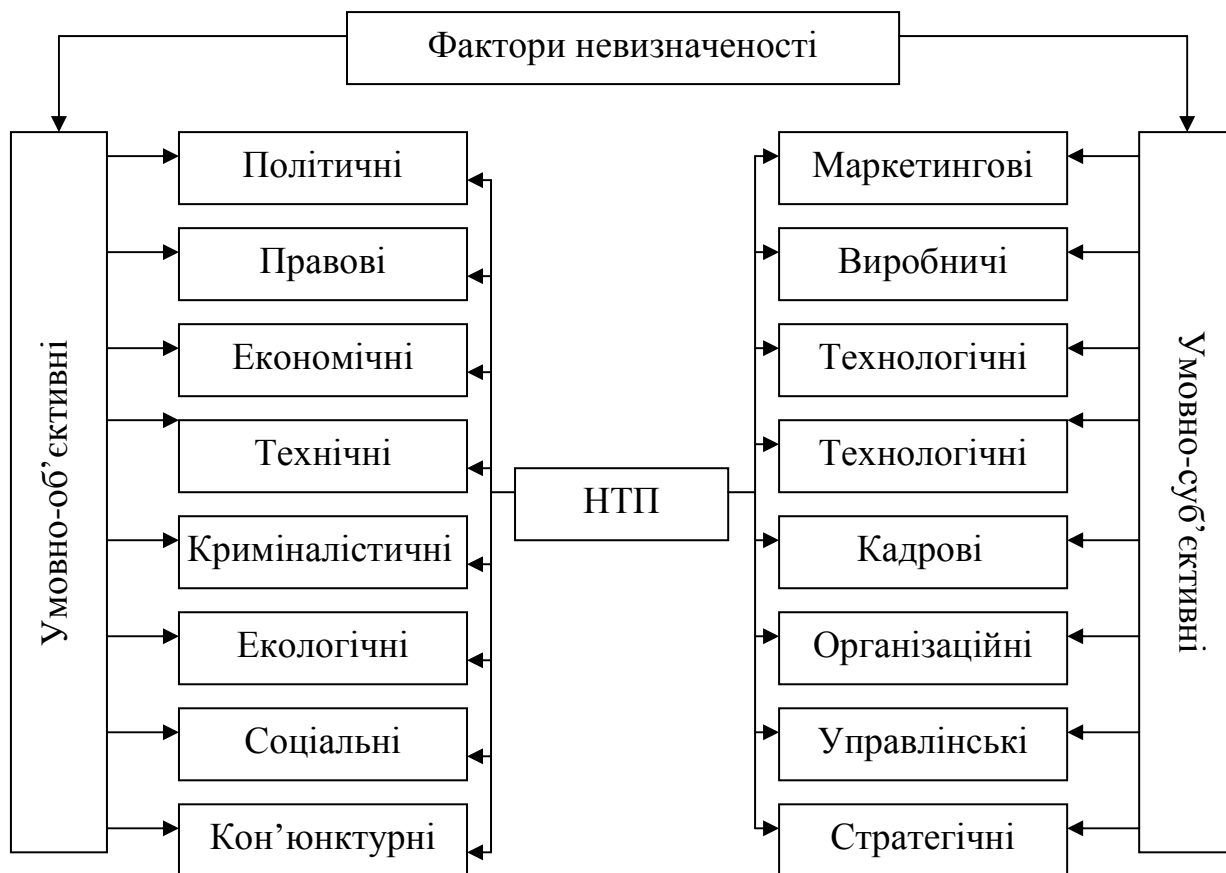 Фактори невизначеності
Умовно-об’єктивні
Політичні
Правові
Економічні
Технічні
Криміналістичні
Екологічні
Соціальні
Кон’юнктурні
НТП
Маркетингові
Виробничі
Технологічні
Технологічні
Кадрові
Організаційні
Управлінські
Стратегічні
Умовно-суб’єктивні